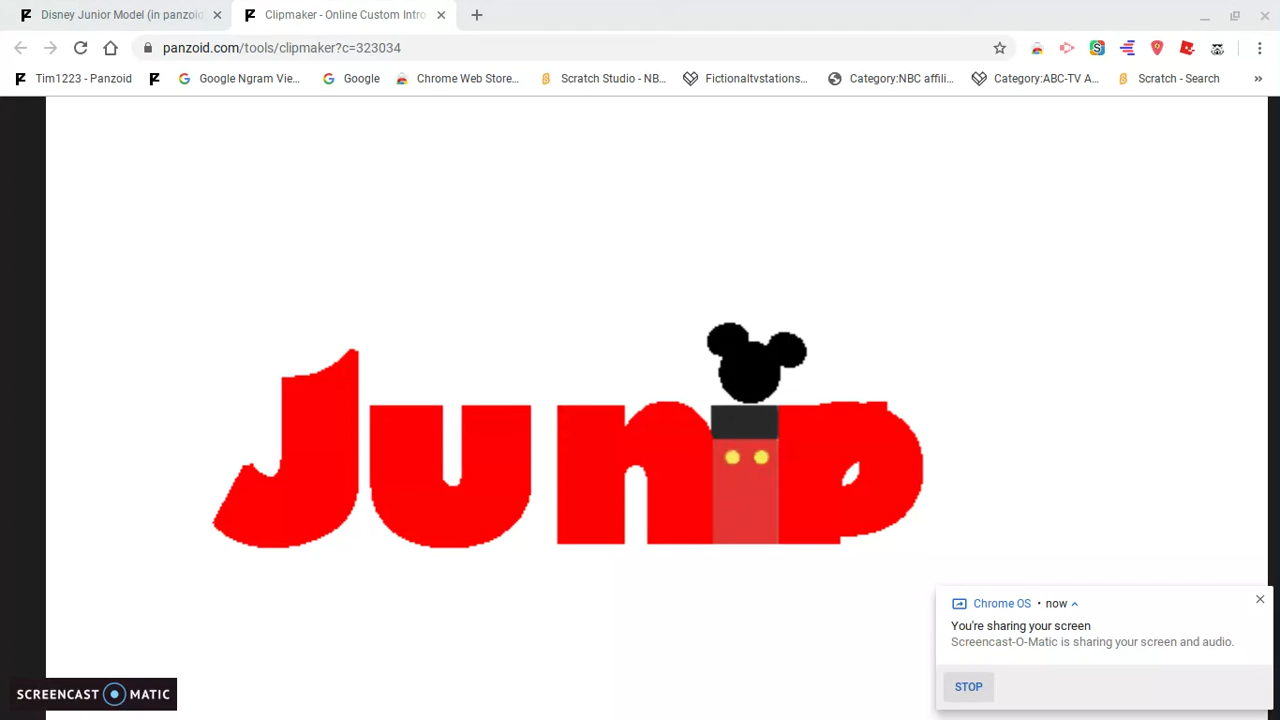 Disney Junior Model (in panzoid
Clipmaker - Online Custom Intro
panzoid.com/tools/clipmaker?c=323034
Tim1223 - Panzoid
Google Ngram Vie...
Google
Chrome Web Store...
Scratch Studio - NB...
Fictionaltvstations...
Category:NBC affili...
Category:ABC-TV A...
Scratch - Search
»
Junio
Chrome OS • now
You're sharing your screen
Screencast-O-Matic is sharing your screen and audio.
STOP
SCREENCAST MATIC